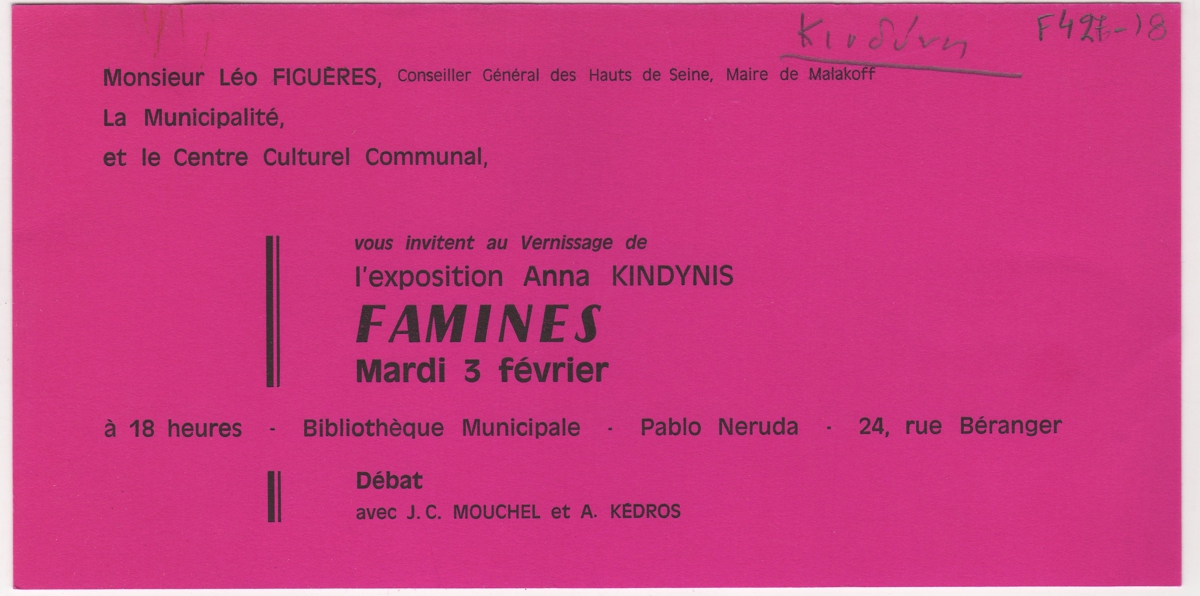 F421-18
Monsieur Léo FIGUÈRES, Conseiller Général des Hauts de Seine, Maire de Malakoff
La Municipalité,
et le Centre Culturel Communal,
vous invitent au Vernissage de
l'exposition Anna KINDYNIS
FAMINES
Mardi 3 février
à 18 heures - Bibliothèque Municipale - Pablo Neruda - 24, rue Béranger
Débat
avec J.C. MOUCHEL et A. KÉDROS